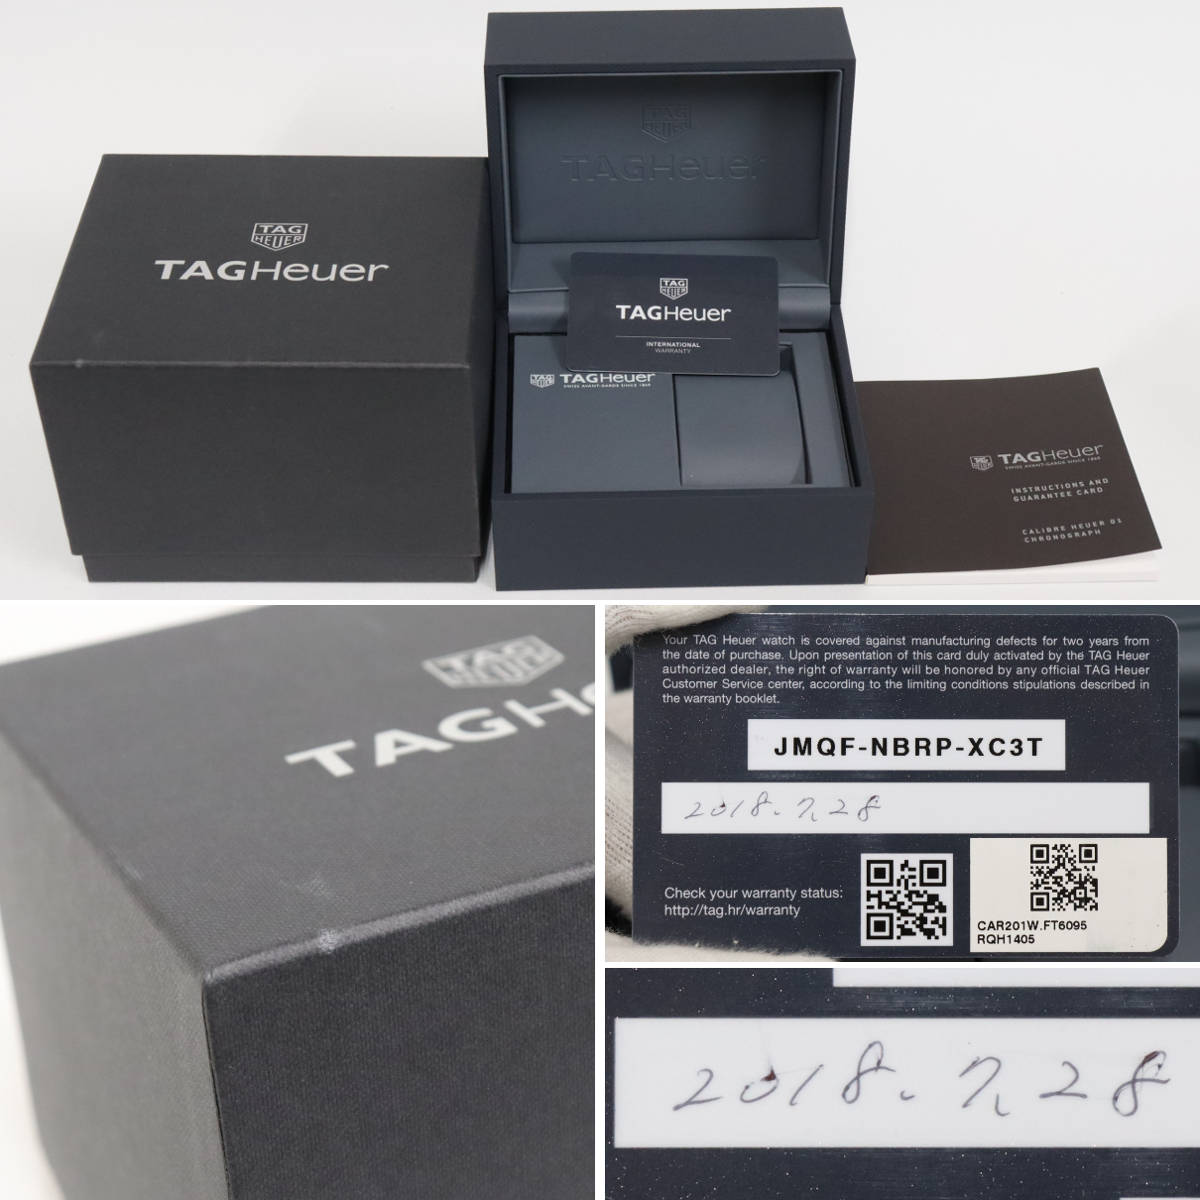 TAG
HEUER
TAGHeuer
TAG
HEUER
TAGHeuer
TAG
HEUER
TAGHeuer
INTERNATIONAL
WARRANTY
TAG
HEUER
TAGHeuer
SWISS AVANT-GARDE SINCE 1860
TAG
HEUER
TAGHeuer
SWISS AVANT-GARDE SINCE 1860
INSTRUCTIONS AND
GUARANTEE CARD
CALIBRE HEUER 01
CHRONOGRAPH
TAG
HEUER
TAGHe
Your TAG Heuer watch is covered against manufacturing defects for two years from
the date of purchase. Upon presentation of this card duly activated by the TAG Heuer
authorized dealer, the right of warranty will be honored by any official TAG Heuer
Customer Service center, according to the limiting conditions stipulations described in
the warranty booklet.
JMQF-NBRP-XC3T
2018.7.28
Check your warranty status:
http://tag.hr/warranty
CAR201W.FT6095
RQH1405
2018.7.28